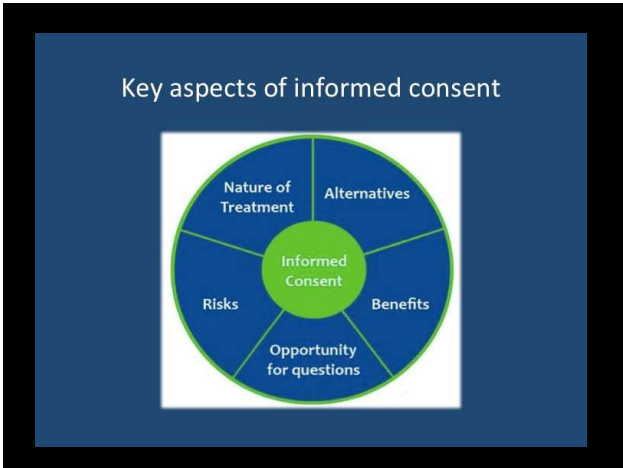 Key aspects of informed consent
Nature of
Treatment
Alternatives
Informed
Consent
Risks
Benefits
Opportunity
for questions